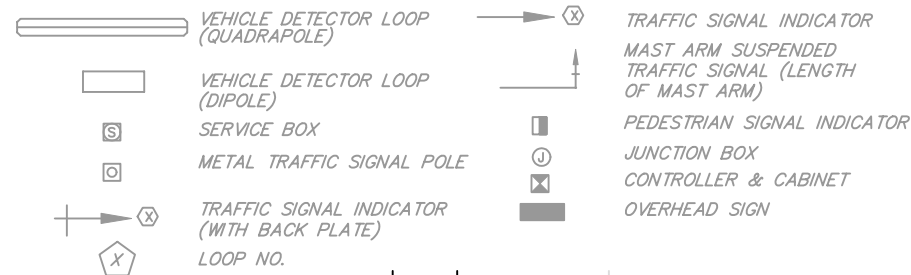 VEHICLE DETECTOR LOOP
(QUADRAPOLE)
VEHICLE DETECTOR LOOP
(DIPOLE)
S
SERVICE BOX
METAL TRAFFIC SIGNAL POLE
X
TRAFFIC SIGNAL INDICATOR
(WITH BACK PLATE)
X
LOOP NO.
X
TRAFFIC SIGNAL INDICATOR
MAST ARM SUSPENDED
TRAFFIC SIGNAL (LENGTH
OF MAST ARM)
PEDESTRIAN SIGNAL INDICATOR
J
JUNCTION BOX
CONTROLLER & CABINET
OVERHEAD SIGN